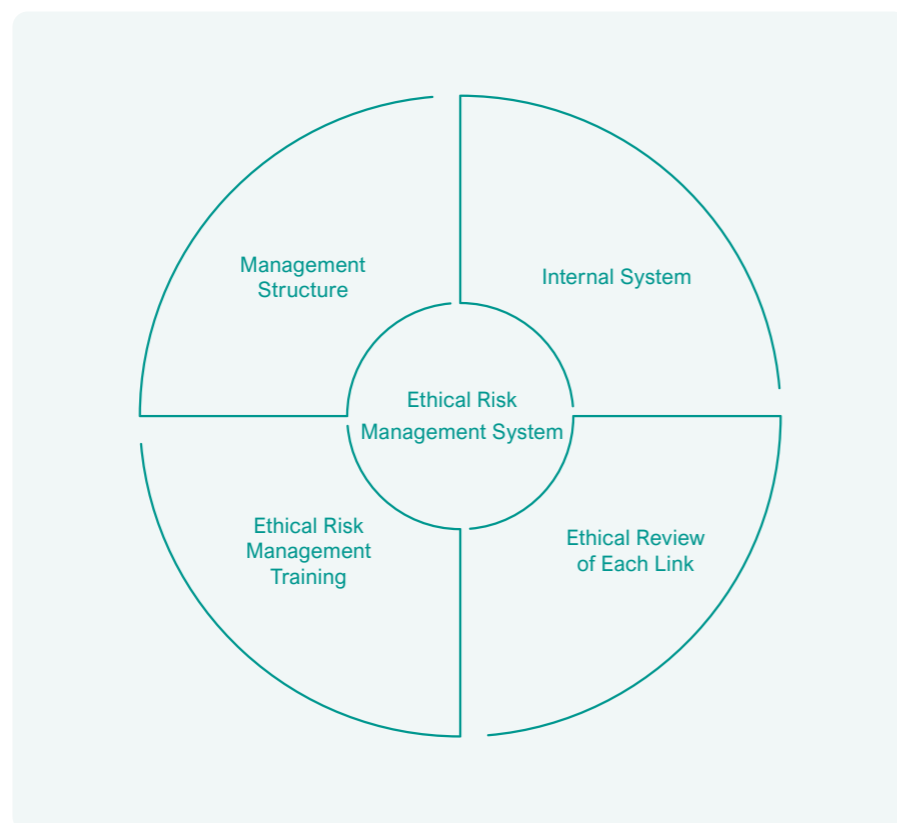 Management
Structure
Internal System
Ethical Risk
Management System
Ethical Risk
Management
Training
Ethical Review
of Each Link